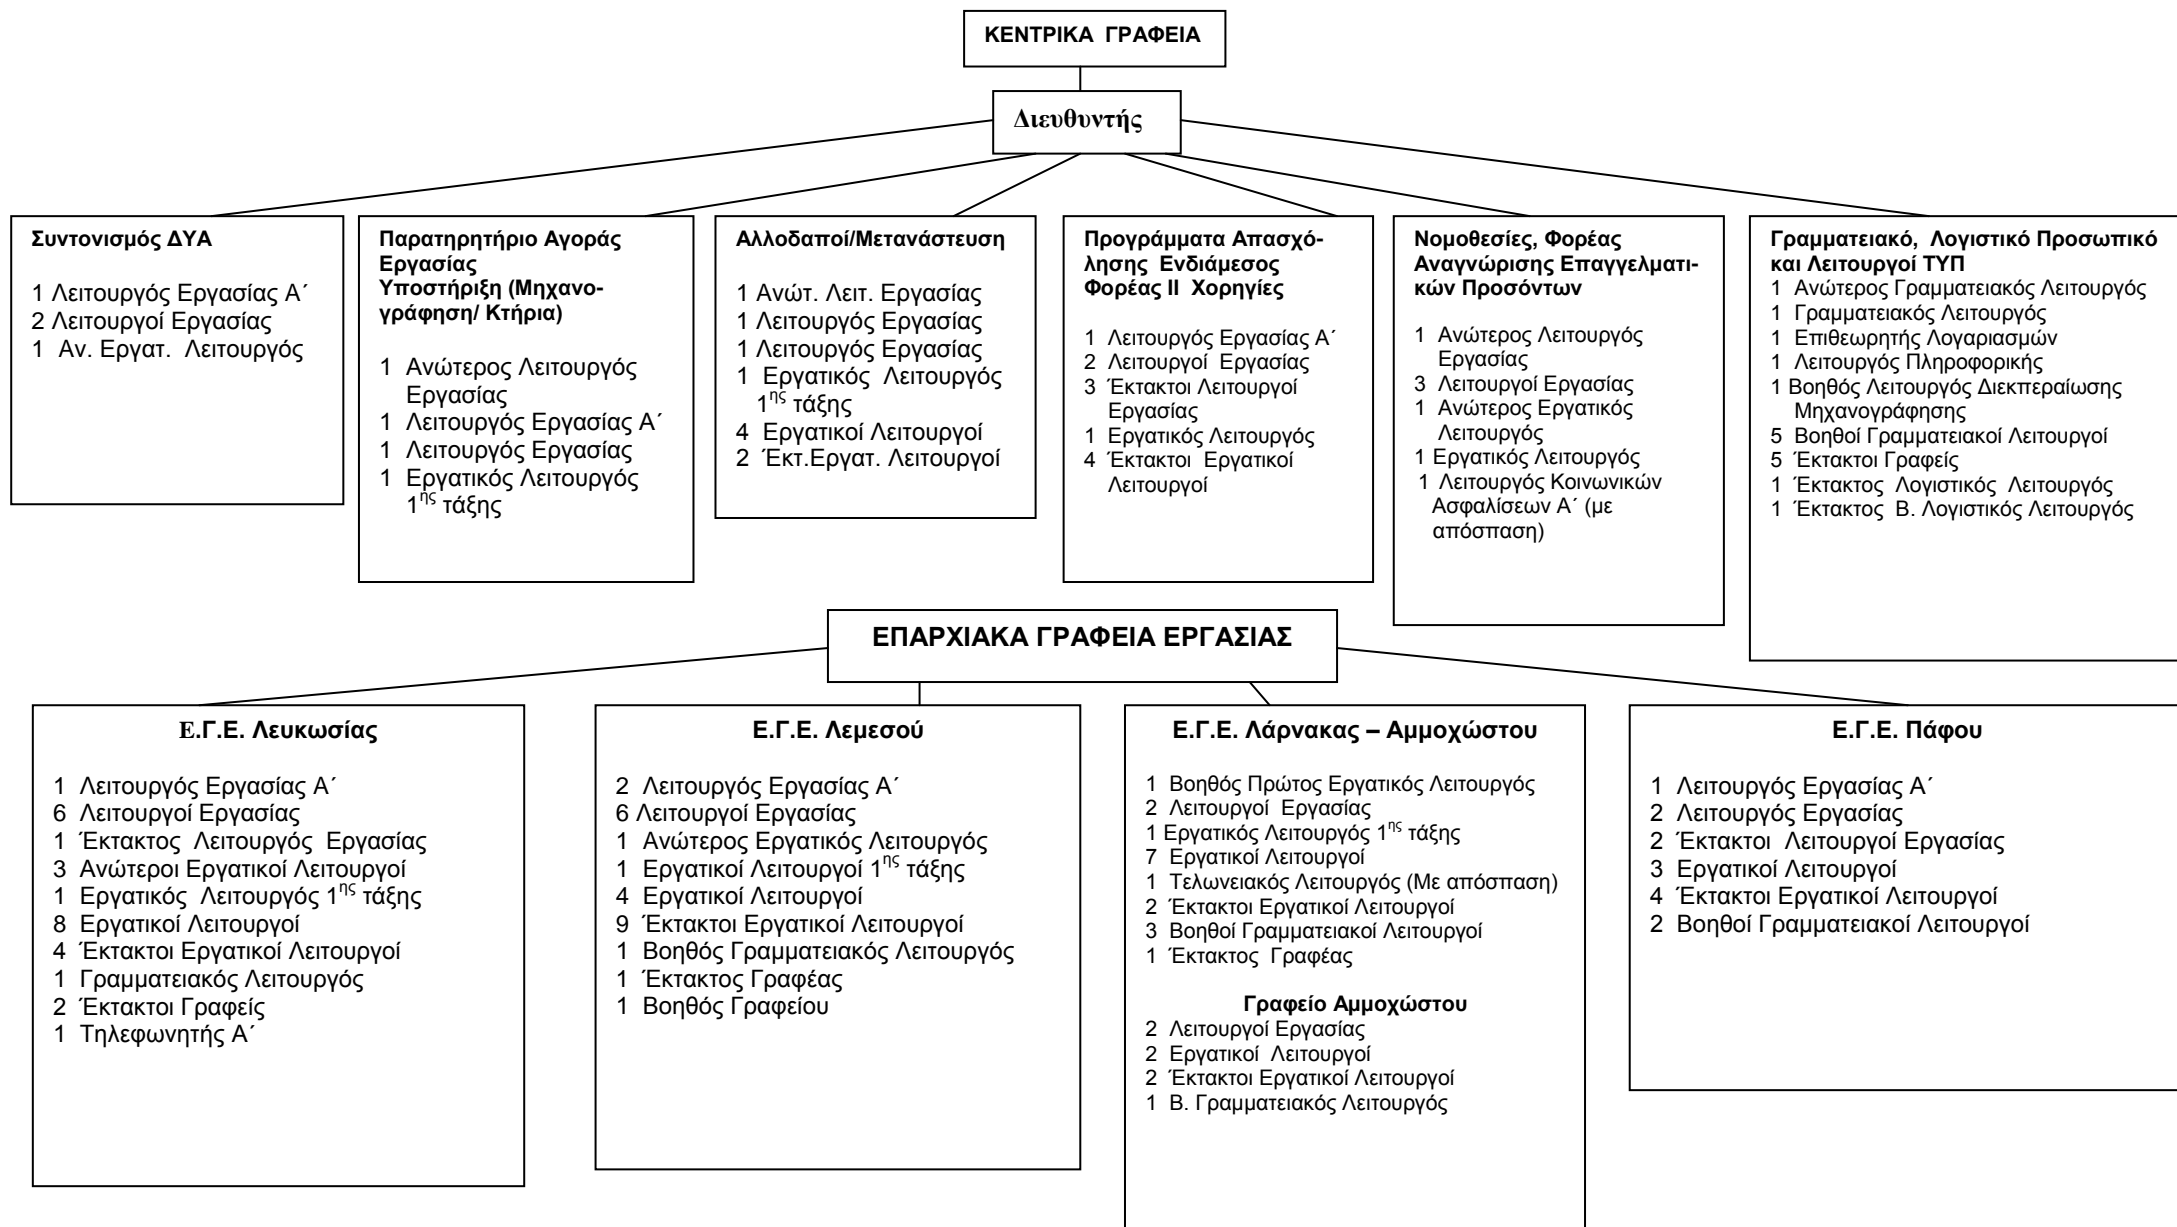 ΚΕΝΤΡΙΚΑ ΓΡΑΦΕΙΑ
Διευθυντής
Συντονισμός ΔΥΑ
1 Λειτουργός Εργασίας Α΄
2 Λειτουργοί Εργασίας
1 Αν. Εργατ. Λειτουργός
Παρατηρητήριο Αγοράς
Εργασίας
Υποστήριξη (Μηχανο-
γράφηση/ Κτήρια)
1 Ανώτερος Λειτουργός
Εργασίας
1 Λειτουργός Εργασίας Α΄
1 Λειτουργός Εργασίας
1 Εργατικός Λειτουργός
1ης τάξης
Αλλοδαποί/Μετανάστευση
1 Ανώτ. Λειτ. Εργασίας
1 Λειτουργός Εργασίας
1 Λειτουργός Εργασίας
1 Εργατικός Λειτουργός
1ης τάξης
4 Εργατικοί Λειτουργοί
2 Έκτ.Εργατ. Λειτουργοί
Προγράμματα Απασχό-
λησης Ενδιάμεσος
Φορέας ΙΙ Χορηγίες
1 Λειτουργός Εργασίας Α΄
2 Λειτουργοί Εργασίας
3 Έκτακτοι Λειτουργοί
Εργασίας
1 Εργατικός Λειτουργός
4 Έκτακτοι Εργατικοί
Λειτουργοί
Νομοθεσίες, Φορέας
Αναγνώρισης Επαγγελματι-
κών Προσόντων
1 Ανώτερος Λειτουργός
Εργασίας
3 Λειτουργοί Εργασίας
1 Ανώτερος Εργατικός
Λειτουργός
1 Εργατικός Λειτουργός
1 Λειτουργός Κοινωνικών
Ασφαλίσεων Α΄ (με
απόσπαση)
Γραμματειακό, Λογιστικό Προσωπικό
και Λειτουργοί ΤΥΠ
1 Ανώτερος Γραμματειακός Λειτουργός
1 Γραμματειακός Λειτουργός
1 Επιθεωρητής Λογαριασμών
1 Λειτουργός Πληροφορικής
1 Βοηθός Λειτουργός Διεκπεραίωσης
Μηχανογράφησης
5 Βοηθοί Γραμματειακοί Λειτουργοί
5 Έκτακτοι Γραφείς
1 Έκτακτος Λογιστικός Λειτουργός
1 Έκτακτος Β. Λογιστικός Λειτουργός
ΕΠΑΡΧΙΑΚΑ ΓΡΑΦΕΙΑ ΕΡΓΑΣΙΑΣ
Ε.Γ.Ε. Λευκωσίας
1 Λειτουργός Εργασίας Α΄
6 Λειτουργοί Εργασίας
1 Έκτακτος Λειτουργός Εργασίας
3 Ανώτεροι Εργατικοί Λειτουργοί
1 Εργατικός Λειτουργός 1ης τάξης
8 Εργατικοί Λειτουργοί
4 Έκτακτοι Εργατικοί Λειτουργοί
1 Γραμματειακός Λειτουργός
2 Έκτακτοι Γραφείς
1 Τηλεφωνητής Α΄
Ε.Γ.Ε. Λεμεσού
2 Λειτουργός Εργασίας Α΄
6 Λειτουργοί Εργασίας
1 Ανώτερος Εργατικός Λειτουργός
1 Εργατικοί Λειτουργοί 1ης τάξης
4 Εργατικοί Λειτουργοί
9 Έκτακτοι Εργατικοί Λειτουργοί
1 Βοηθός Γραμματειακός Λειτουργός
1 Έκτακτος Γραφέας
1 Βοηθός Γραφείου
Ε.Γ.Ε. Λάρνακας – Αμμοχώστου
1 Βοηθός Πρώτος Εργατικός Λειτουργός
2 Λειτουργοί Εργασίας
1 Εργατικός Λειτουργός 1ης τάξης
7 Εργατικοί Λειτουργοί
1 Τελωνειακός Λειτουργός (Με απόσπαση)
2 Έκτακτοι Εργατικοί Λειτουργοί
3 Βοηθοί Γραμματειακοί Λειτουργοί
1 Έκτακτος Γραφέας
Γραφείο Αμμοχώστου
2 Λειτουργοί Εργασίας
2 Εργατικοί Λειτουργοί
2 Έκτακτοι Εργατικοί Λειτουργοί
1 Β. Γραμματειακός Λειτουργός
Ε.Γ.Ε. Πάφου
1 Λειτουργός Εργασίας Α΄
2 Λειτουργός Εργασίας
2 Έκτακτοι Λειτουργοί Εργασίας
3 Εργατικοί Λειτουργοί
4 Έκτακτοι Εργατικοί Λειτουργοί
2 Βοηθοί Γραμματειακοί Λειτουργοί